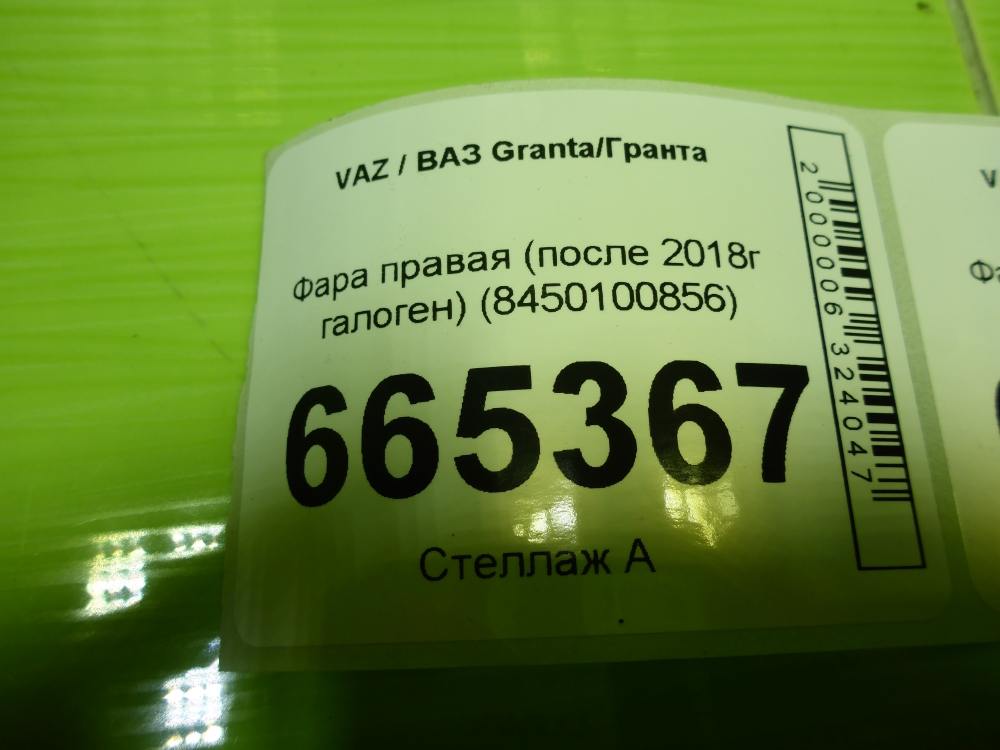 VAZ / ВАЗ Granta/Гранта
Фара правая (после 2018г
галоген) (8450100856)
665367
Стеллаж А
2000006324047